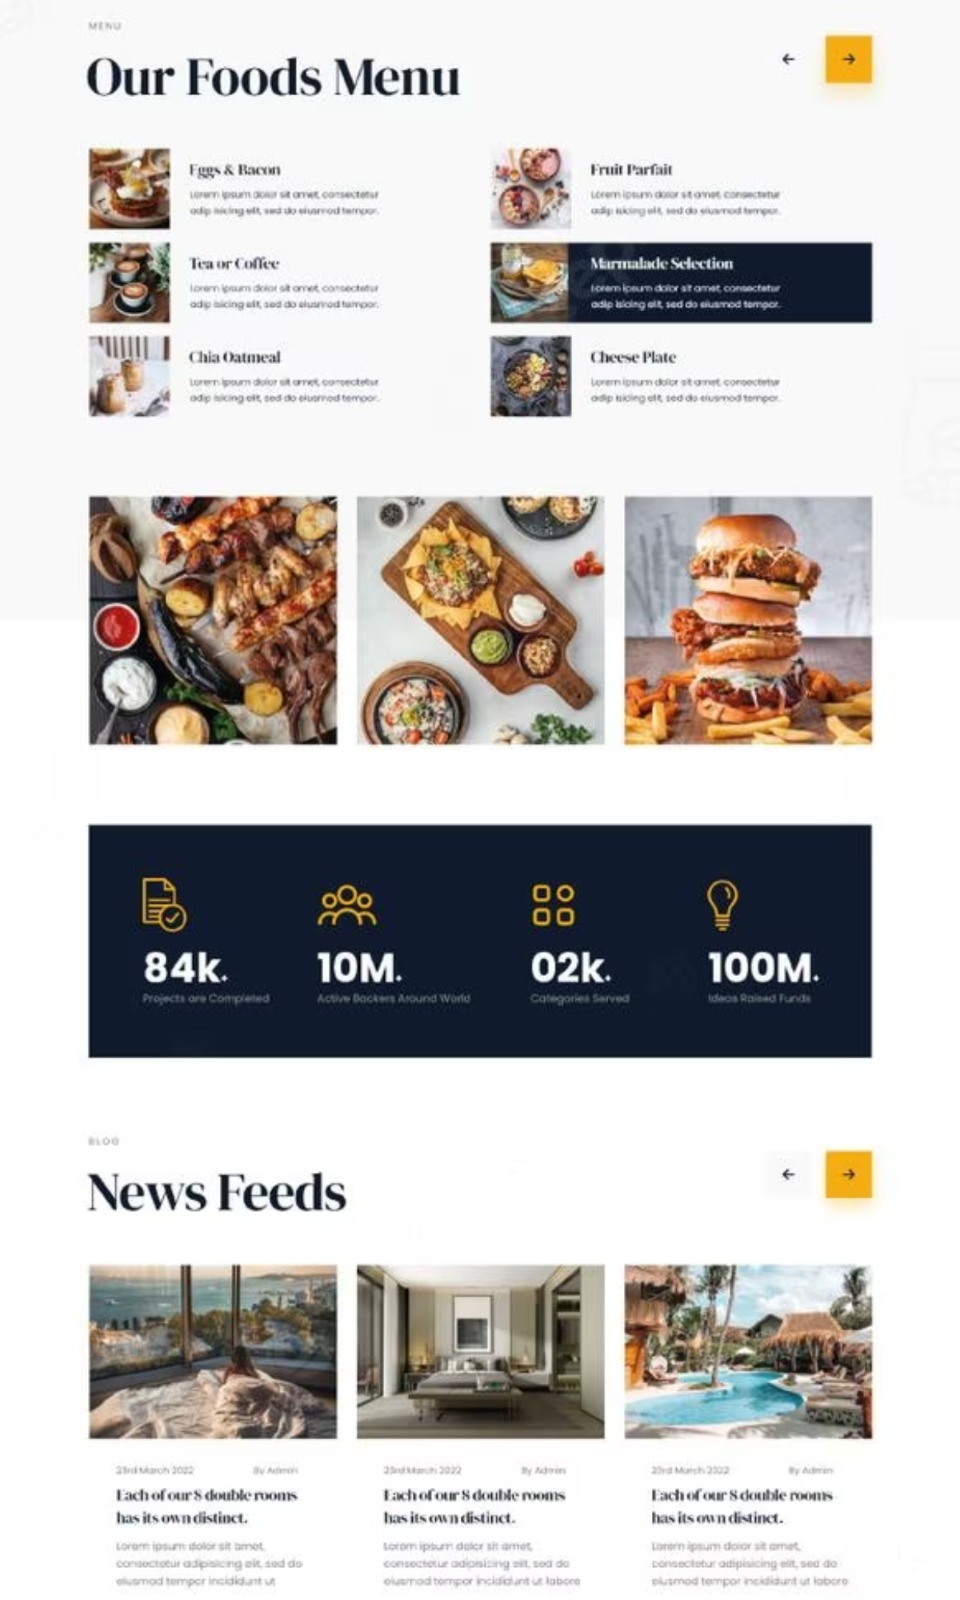 MENU
Our Foods Menu
Eggs & Bacon
Lorem ipsum dolor sit amet, consectetur
adip isicing elit, sed do eiusmod tempor.
Fruit Parfait
Lorem ipsum dolor sit amet, consectetur
adip isicing elit, sed do eiusmod tempor.
Tea or Coffee
Lorem ipsum dolor sit amet, consectetur
adip isicing elit, sed do eiusmod tempor.
Marmalade Selection
Lorem ipsum dolor sit amet, consectetur
adip isicing elit, sed do eiusmod tempor.
Chia Oatmeal
Lorem ipsum dolor sit amet, consectetur
adip isicing elit, sed do eiusmod tempor.
Cheese Plate
Lorem ipsum dolor sit amet, consectetur
adip isicing elit, sed do eiusmod tempor.
84k.
Projects are Completed
10M.
Active Backers Around World
02k.
Categories Served
100M.
Ideas Raised Funds
BLOG
News Feeds
23rd March 2022 By Admin
Each of our 8 double rooms
has its own distinct.
Lorem ipsum dolor sit amet,
consectetur adipisicing elit, sed do
eiusmod tempor incididunt ut
23rd March 2022 By Admin
Each of our 8 double rooms
has its own distinct.
Lorem ipsum dolor sit amet,
consectetur adipisicing elit, sed do
eiusmod tempor incididunt ut labore
23rd March 2022 By Admin
Each of our 8 double rooms
has its own distinct.
Lorem ipsum dolor sit amet,
consectetur adipisicing elit, sed do
eiusmod tempor incididunt ut labore